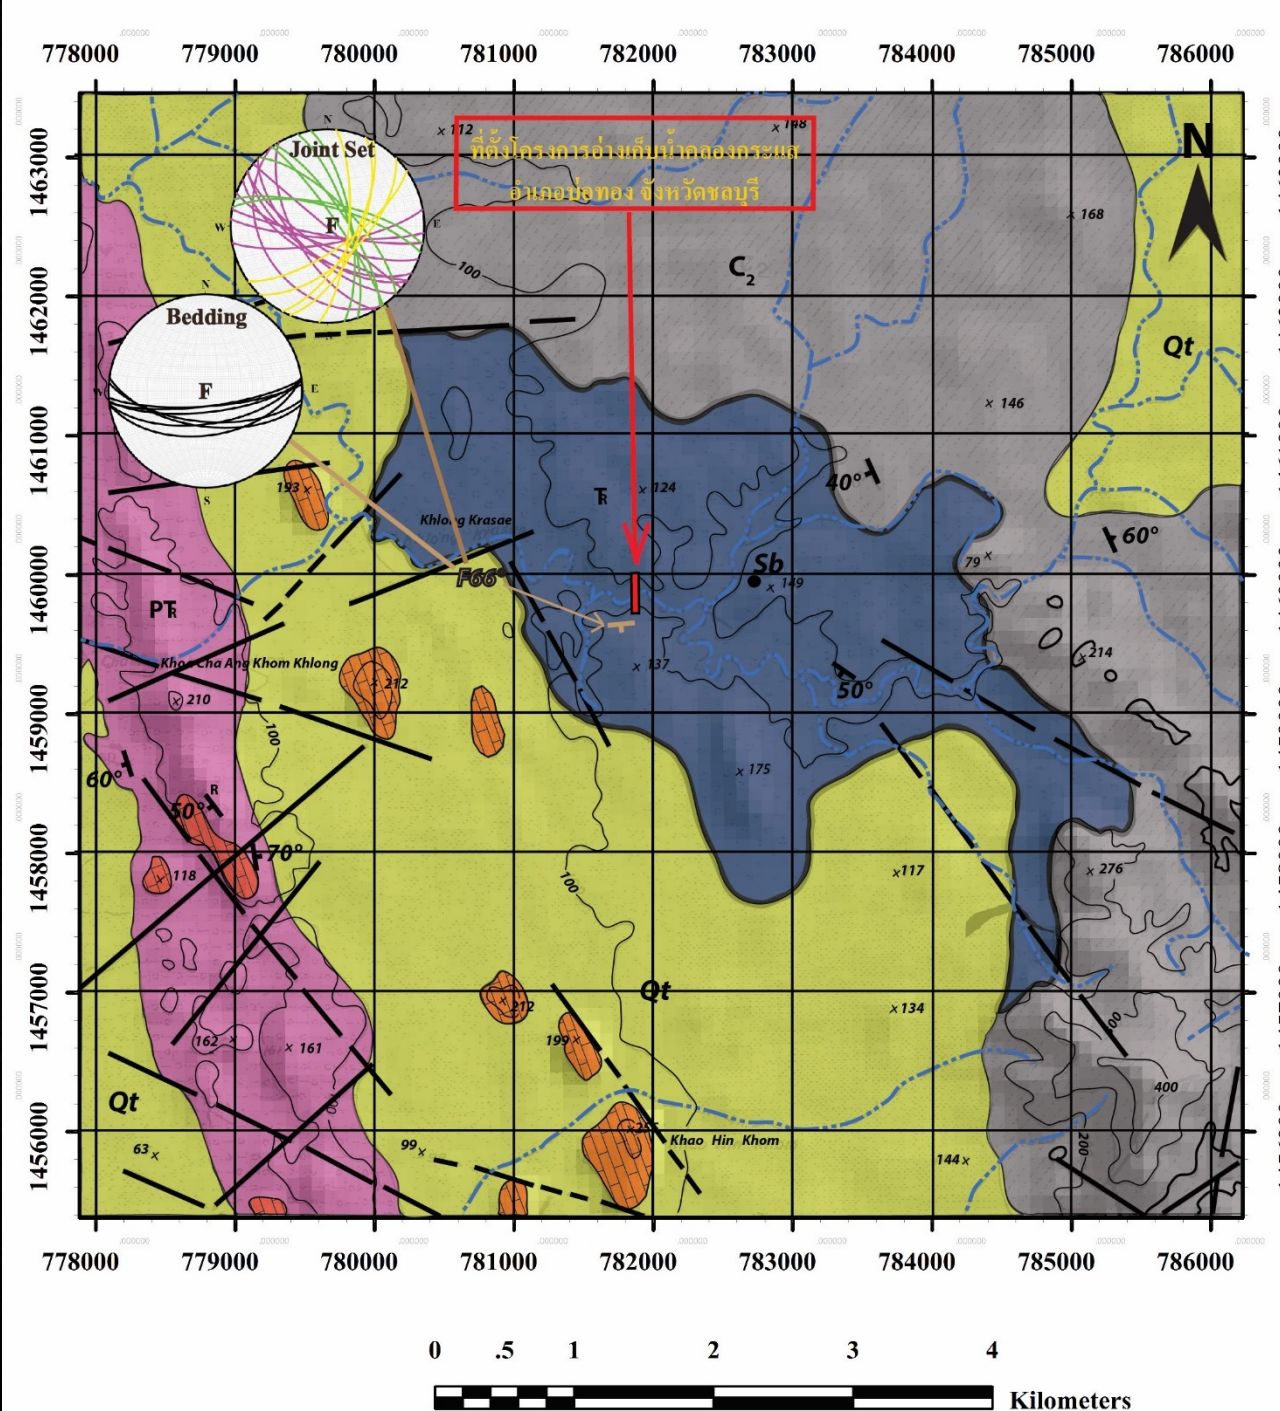 778000 779000 780000 781000 782000 783000 784000 785000 786000
N
Joint Set
F
W
E
ที่ตั้งโครงการอ่างเก็บน้ำคลองกระแส
อำเภอบ่อทอง จังหวัดชลบุรี
112
148
N
168
C2
100
1463000
1462000
1461000
1460000
1459000
1458000
1457000
1456000
N
Bedding
F
W
E
S
Qt
146
193
TR
124
40°
Khlong Krasae
79
60°
F66°
Sb
149
PTR
Khao Cha Ang Khom Khlong
210
212
137
50°
214
100
60°
R
50°
70°
175
118
100
117
276
Qt
212
134
199
162
161
400
Qt
63
99
255
Khao Hin Khom
144
200
778000 779000 780000 781000 782000 783000 784000 785000 786000
0 .5 1 2 3 4
Kilometers